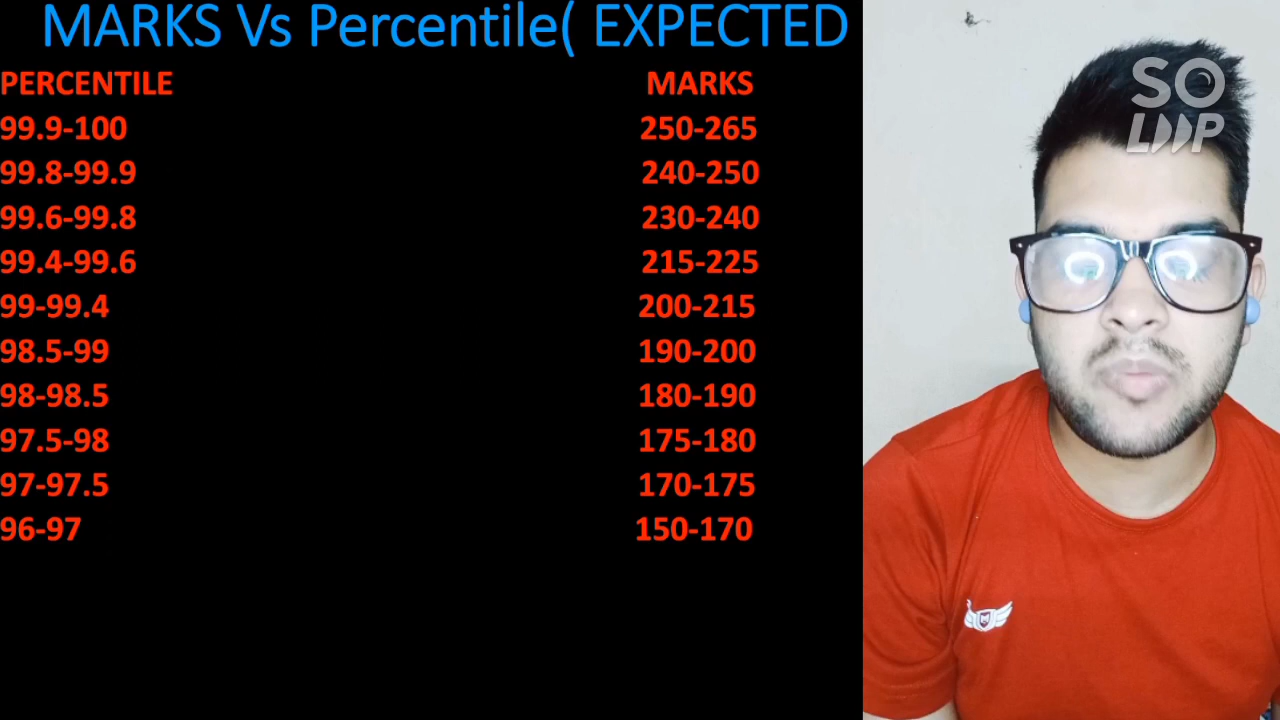 MARKS Vs Percentile( EXPECTED
PERCENTILE MARKS
99.9-100 250-265
99.8-99.9 240-250
99.6-99.8 230-240
99.4-99.6 215-225
99-99.4 200-215
98.5-99 190-200
98-98.5 180-190
97.5-98 175-180
97-97.5 170-175
96-97 150-170
SO
LOOP